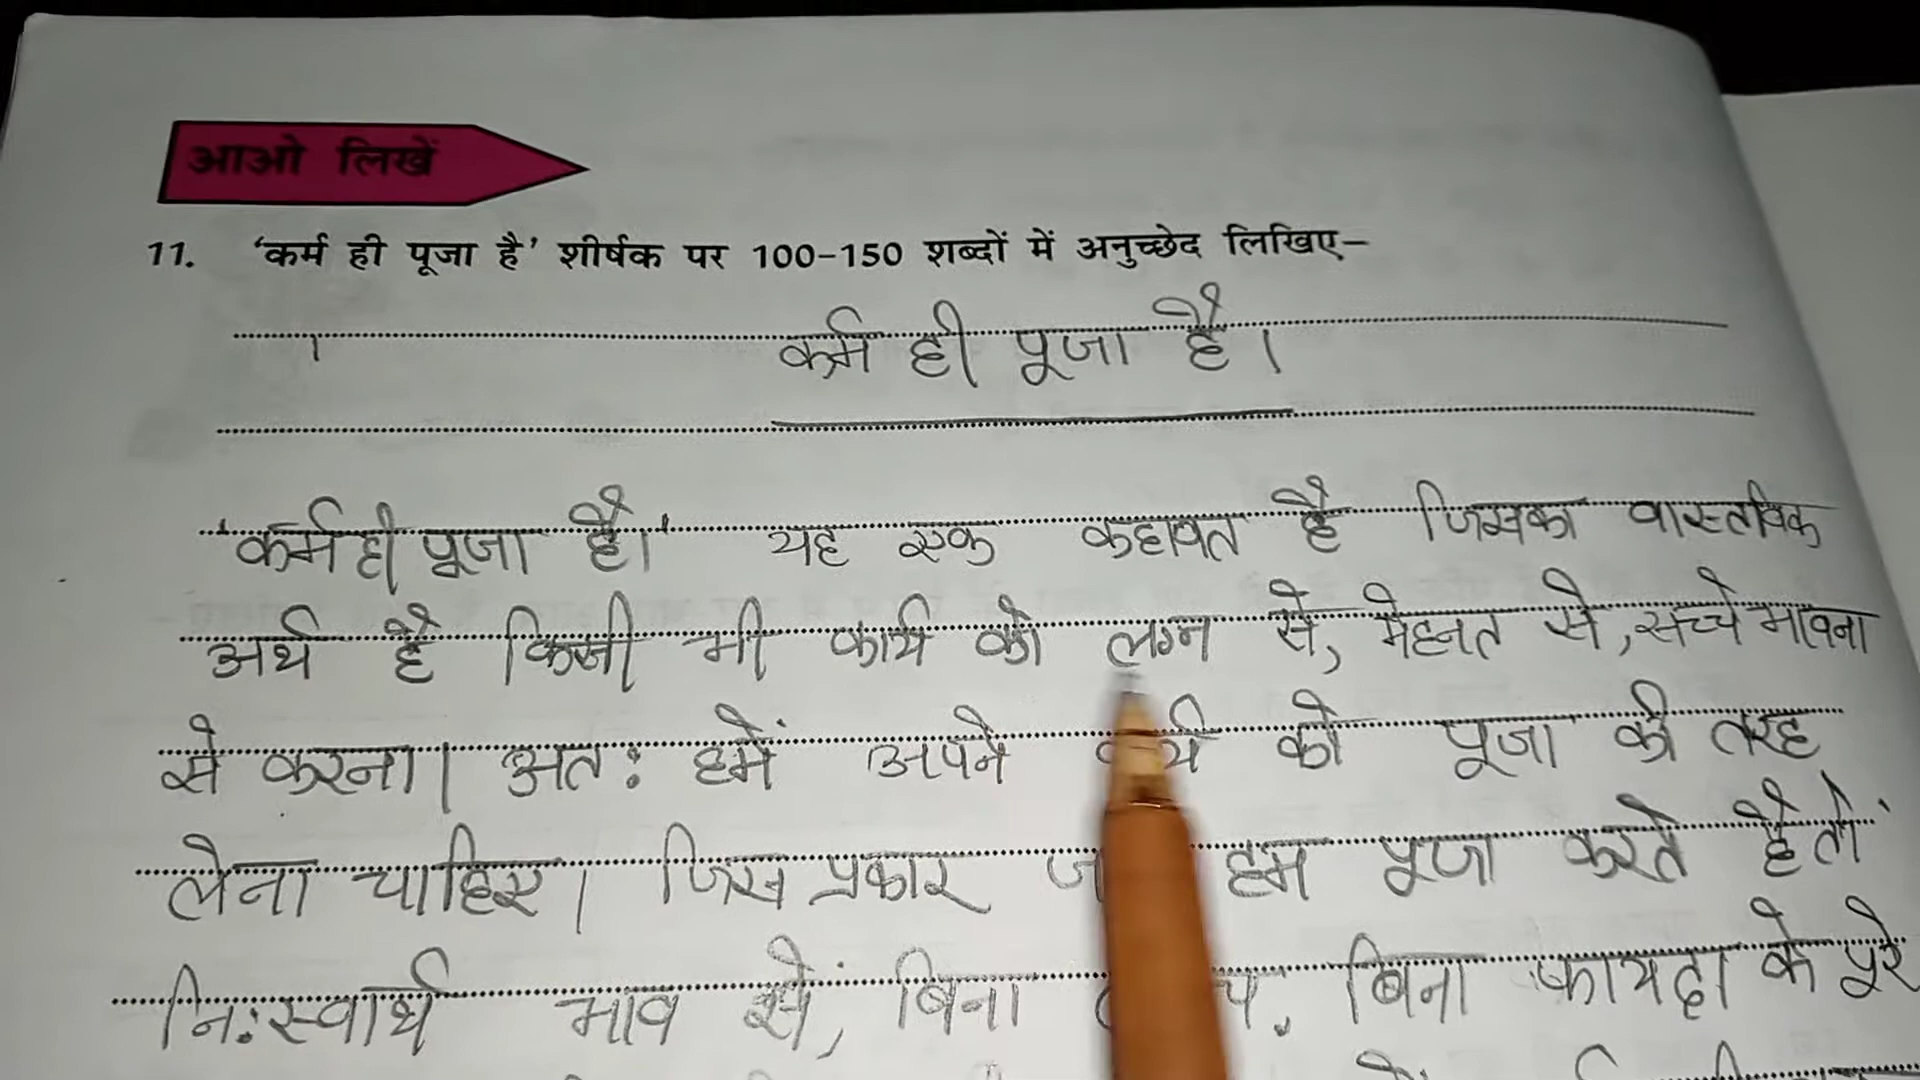 आओ लिखें
11. ‘कर्म ही पूजा है’ शीर्षक पर 100–150 शब्दों में अनुच्छेद लिखिए–
कर्म ही पूजा है।
'कर्म ही पूजा है।' यह एक कहावत है जिसका वास्तविक
अर्थ है किसी भी कार्य को लग्न से, मेहनत से, सच्चे भावना
से करना। अतः हमें अपने को पूजा की तरह
लेना चाहिए। जिस प्रकार हम पूजा करते है तो
निःस्वार्थ भाव से, बिना बिना फायदा के पूरे